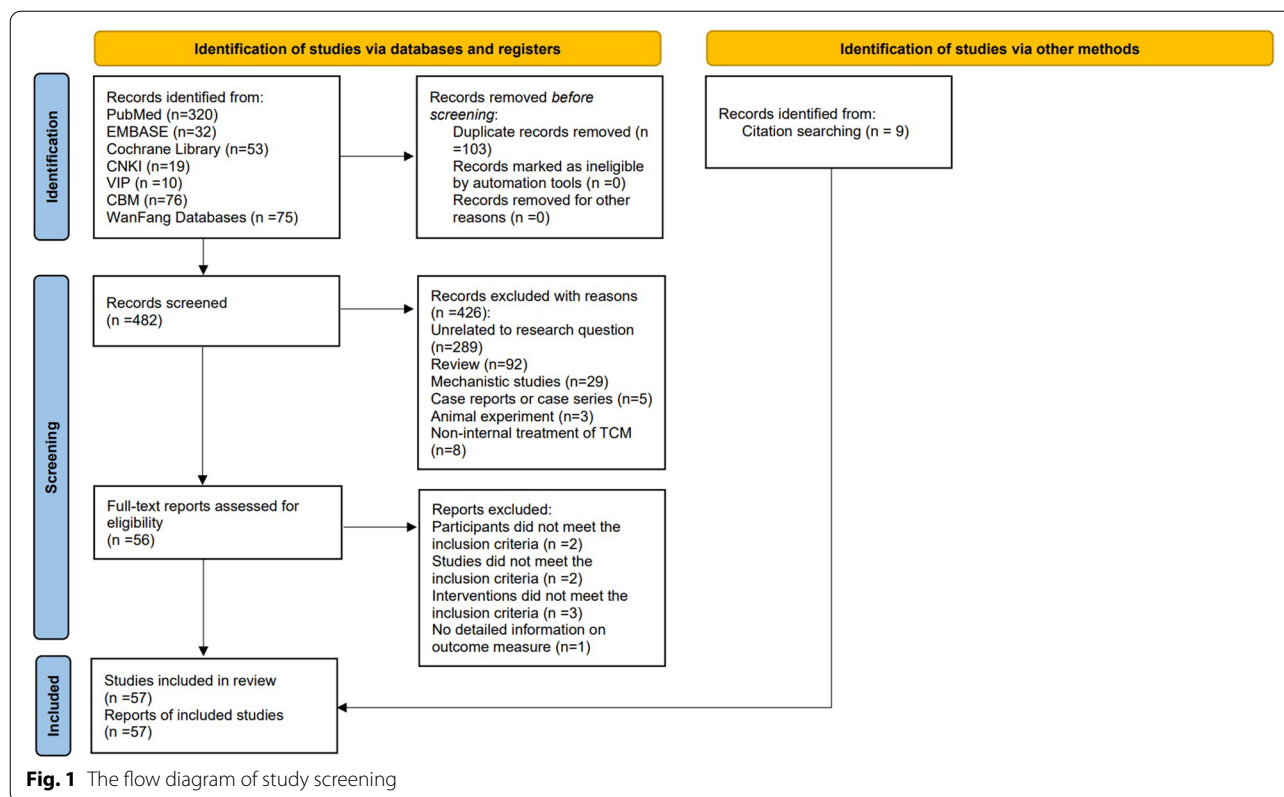 Identification of studies via databases and registers
Identification of studies via other methods
Identification
Records identified from:
PubMed (n=320)
EMBASE (n=32)
Cochrane Library (n=53)
CNKI (n=19)
VIP (n =10)
CBM (n=76)
WanFang Databases (n =75)
Records removed before
screening:
Duplicate records removed (n
=103)
Records marked as ineligible
by automation tools (n =0)
Records removed for other
reasons (n =0)
Records identified from:
Citation searching (n = 9)
Screening
Records screened
(n =482)
Records excluded with reasons
(n =426):
Unrelated to research question
(n=289)
Review (n=92)
Mechanistic studies (n=29)
Case reports or case series (n=5)
Animal experiment (n=3)
Non-internal treatment of TCM
(n=8)
Full-text reports assessed for
eligibility
(n =56)
Reports excluded:
Participants did not meet the
inclusion criteria (n =2)
Studies did not meet the
inclusion criteria (n =2)
Interventions did not meet the
inclusion criteria (n =3)
No detailed information on
outcome measure (n=1)
Included
Studies included in review
(n =57)
Reports of included studies
(n =57)
Fig. 1 The flow diagram of study screening